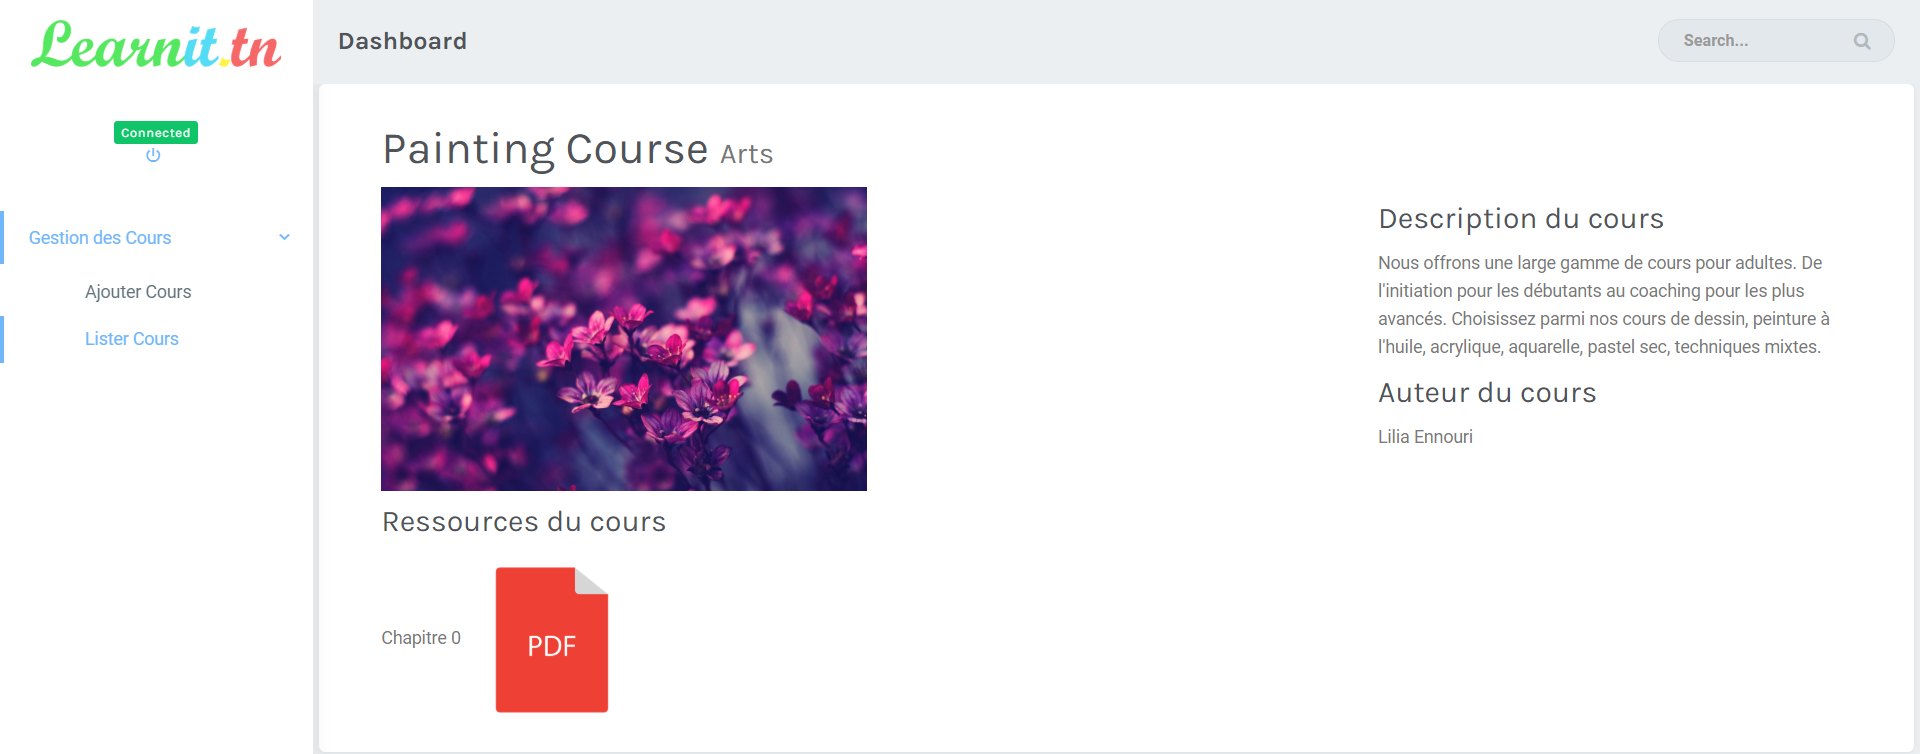 Learnit.tn
Connected
Gestion des Cours
Ajouter Cours
Lister Cours
Dashboard
Search...
Painting Course Arts
Description du cours
Nous offrons une large gamme de cours pour adultes. De
l'initiation pour les débutants au coaching pour les plus
avancés. Choisissez parmi nos cours de dessin, peinture à
l'huile, acrylique, aquarelle, pastel sec, techniques mixtes.
Auteur du cours
Lilia Ennouri
Ressources du cours
Chapitre 0
PDF